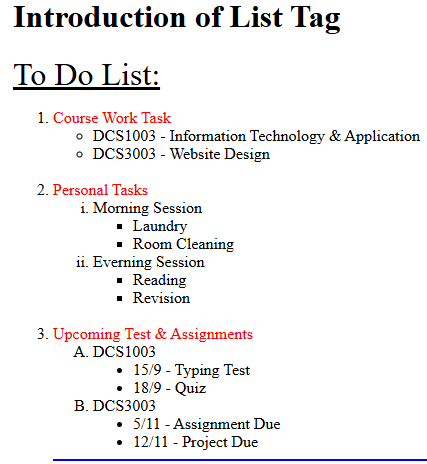 Introduction of List Tag
To Do List:
1. Course Work Task
○ DCS1003 - Information Technology & Application
○ DCS3003 - Website Design
2. Personal Tasks
i. Morning Session
▪ Laundry
▪ Room Cleaning
ii. Everning Session
▪ Reading
▪ Revision
3. Upcoming Test & Assignments
A. DCS1003
• 15/9 - Typing Test
• 18/9 - Quiz
B. DCS3003
• 5/11 - Assignment Due
• 12/11 - Project Due